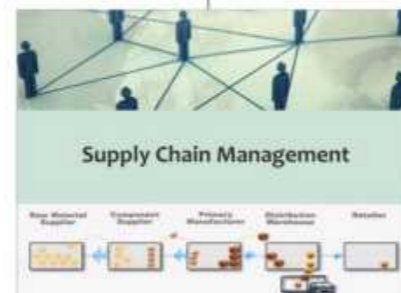 Supply Chain Management
Raw Material Supplier
Component Supplier
Primary Manufacturer
Distribution Warehouse
Retailer